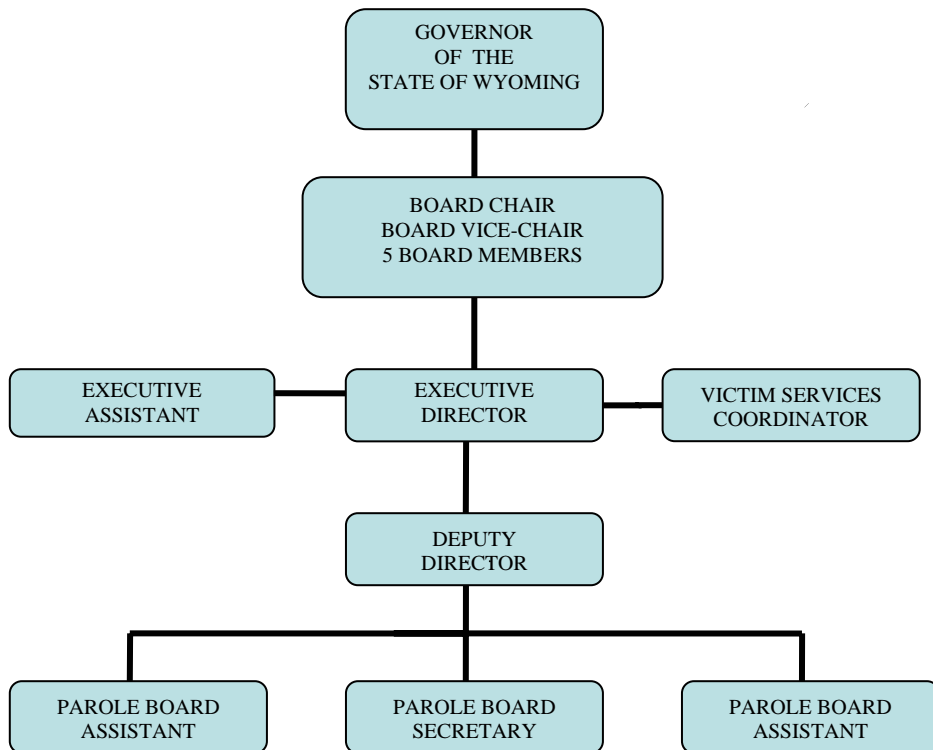 GOVERNOR
OF THE
STATE OF WYOMING
BOARD CHAIR
BOARD VICE-CHAIR
5 BOARD MEMBERS
EXECUTIVE
ASSISTANT
EXECUTIVE
DIRECTOR
VICTIM SERVICES
COORDINATOR
DEPUTY
DIRECTOR
PAROLE BOARD
ASSISTANT
PAROLE BOARD
SECRETARY
PAROLE BOARD
ASSISTANT